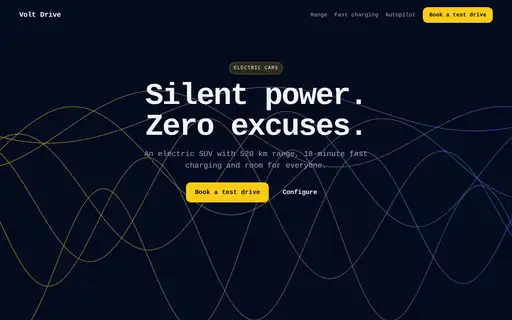 Volt Drive
Range Fast charging Autopilot Book a test drive
ELECTRIC CARS
Silent power.
Zero excuses.
An electric SUV with 520 km range, 18-minute fast
charging and room for everyone.
Book a test drive Configure